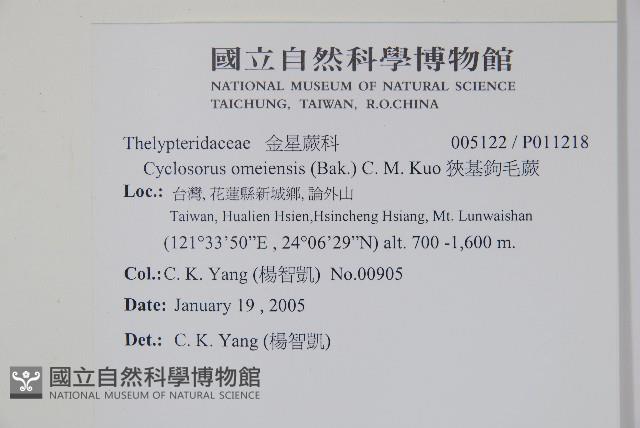 國立自然科學博物館
NATIONAL MUSEUM OF NATURAL SCIENCE
TAICHUNG, TAIWAN, R.O.CHINA
Thelypteridaceae 金星蕨科 005122 / P011218
Cyclosorus omeiensis (Bak.) C. M. Kuo 狹基鉤毛蕨
Loc.: 台灣, 花蓮縣新城鄉, 論外山
Taiwan, Hualien Hsien,Hsincheng Hsiang, Mt. Lunwaishan
(121°33’50”E , 24°06’29”N) alt. 700 -1,600 m.
Col.: C. K. Yang (楊智凱) No.00905
Date: January 19 , 2005
Det.: C. K. Yang (楊智凱)
國立自然科學博物館
NATIONAL MUSEUM OF NATURAL SCIENCE